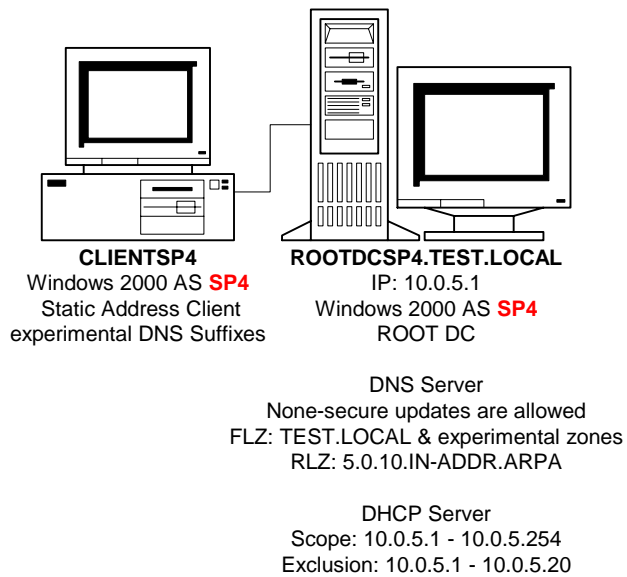 CLIENTSP4
Windows 2000 AS SP4
Static Address Client
experimental DNS Suffixes
ROOTDCSP4.TEST.LOCAL
IP: 10.0.5.1
Windows 2000 AS SP4
ROOT DC
DNS Server
None-secure updates are allowed
FLZ: TEST.LOCAL & experimental zones
RLZ: 5.0.10.IN-ADDR.ARPA
DHCP Server
Scope: 10.0.5.1 - 10.0.5.254
Exclusion: 10.0.5.1 - 10.0.5.20